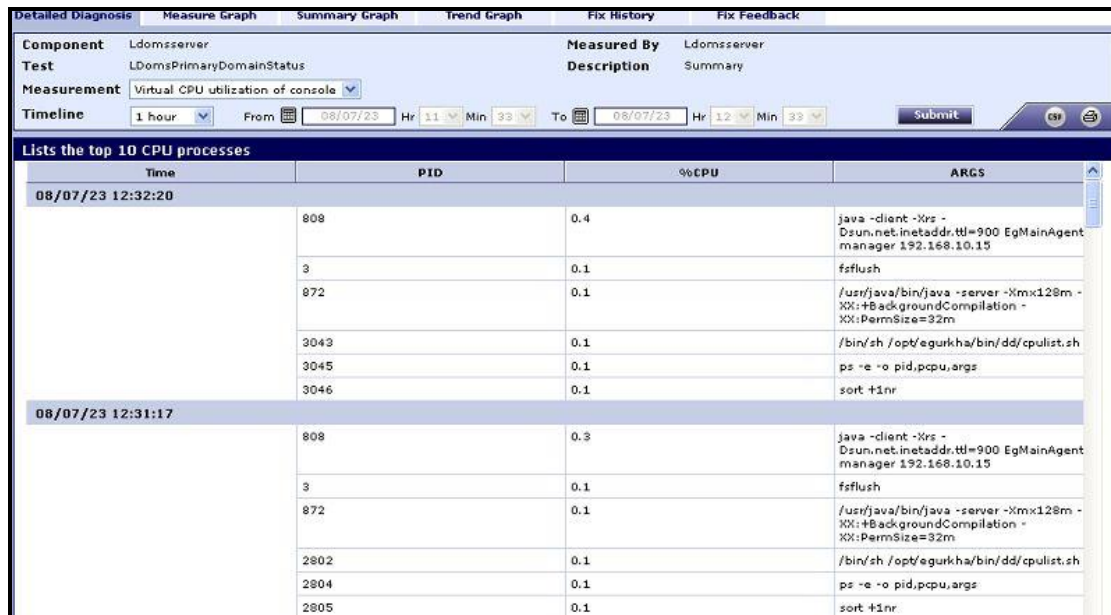 Detailed Diagnosis Measure Graph Summary Graph Trend Graph Fix History Fix Feedback
Component Ldomsserver Measured By Ldomsserver
Test LDomsPrimaryDomainStatus Description Summary
Measurement Virtual CPU utilization of console
Timeline 1 hour From 08/07/23 Hr 11 Min 33 To 08/07/23 Hr 12 Min 33 Submit CSV
Lists the top 10 CPU processes
Time PID %CPU ARGS
08/07/23 12:32:20
808 0.4 java -client -Xrs -
Dsun.net.inetaddr.ttl=900 EgMainAgent
manager 192.168.10.15
3 0.1 fsflush
872 0.1 /usr/java/bin/java -server -Xmx128m -
XX:+BackgroundCompilation -
XX:PermSize=32m
3043 0.1 /bin/sh /opt/egurkha/bin/dd/cpulist.sh
3045 0.1 ps -e -o pid,pcpu,args
3046 0.1 sort +1nr
08/07/23 12:31:17
808 0.3 java -client -Xrs -
Dsun.net.inetaddr.ttl=900 EgMainAgent
manager 192.168.10.15
3 0.1 fsflush
872 0.1 /usr/java/bin/java -server -Xmx128m -
XX:+BackgroundCompilation -
XX:PermSize=32m
2802 0.1 /bin/sh /opt/egurkha/bin/dd/cpulist.sh
2804 0.1 ps -e -o pid,pcpu,args
2805 0.1 sort +1nr